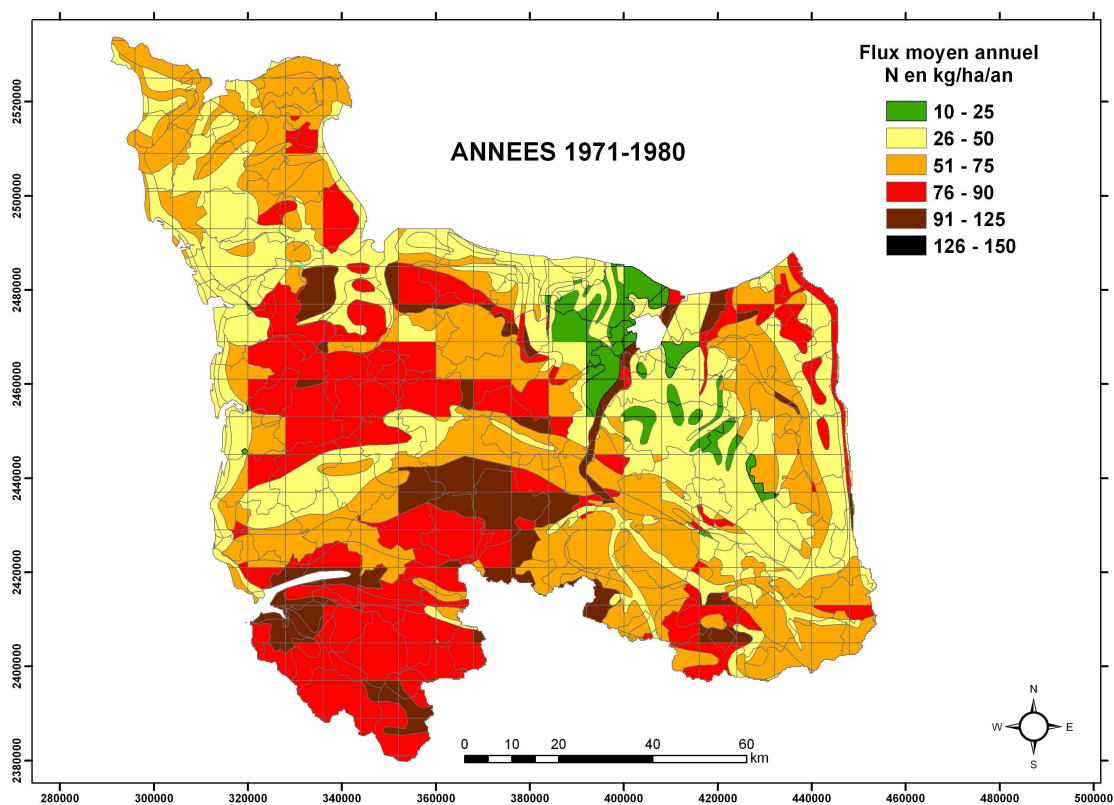 Flux moyen annuel
N en kg/ha/an
10 - 25
26 - 50
51 - 75
76 - 90
91 - 125
126 - 150
ANNEES 1971-1980
2520000
2500000
2480000
2460000
2440000
2420000
2400000
2380000
N
W E
S
0 10 20 40 60
km
280000 300000 320000 340000 360000 380000 400000 420000 440000 460000 480000 500000